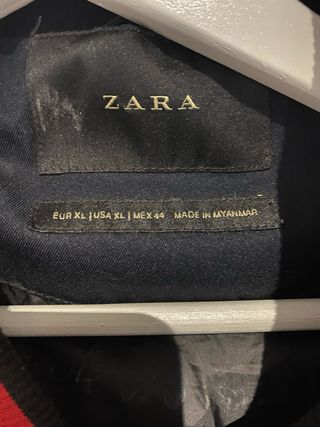 ZARA
EUR XL | USA XL | MEX 44 MADE IN MYANMAR